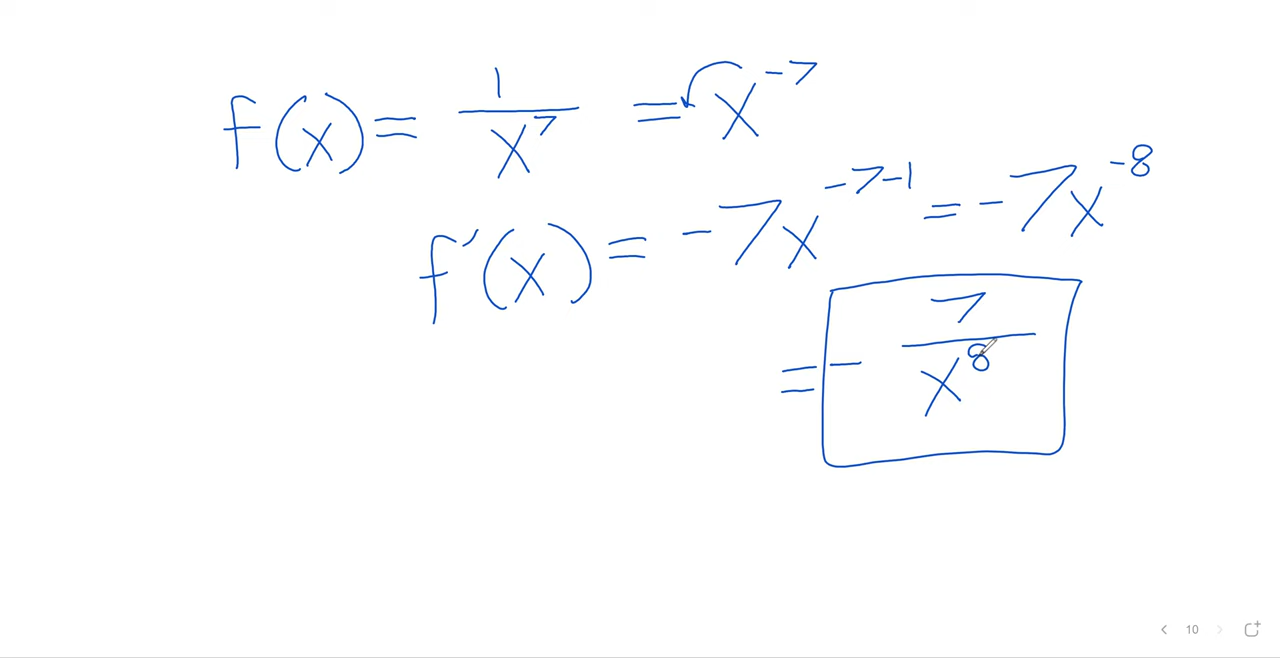 f(x) = 1/x⁷ = x⁻⁷
f'(x) = -7x⁻⁷⁻¹ = -7x⁻⁸
= - 7/x⁸
10